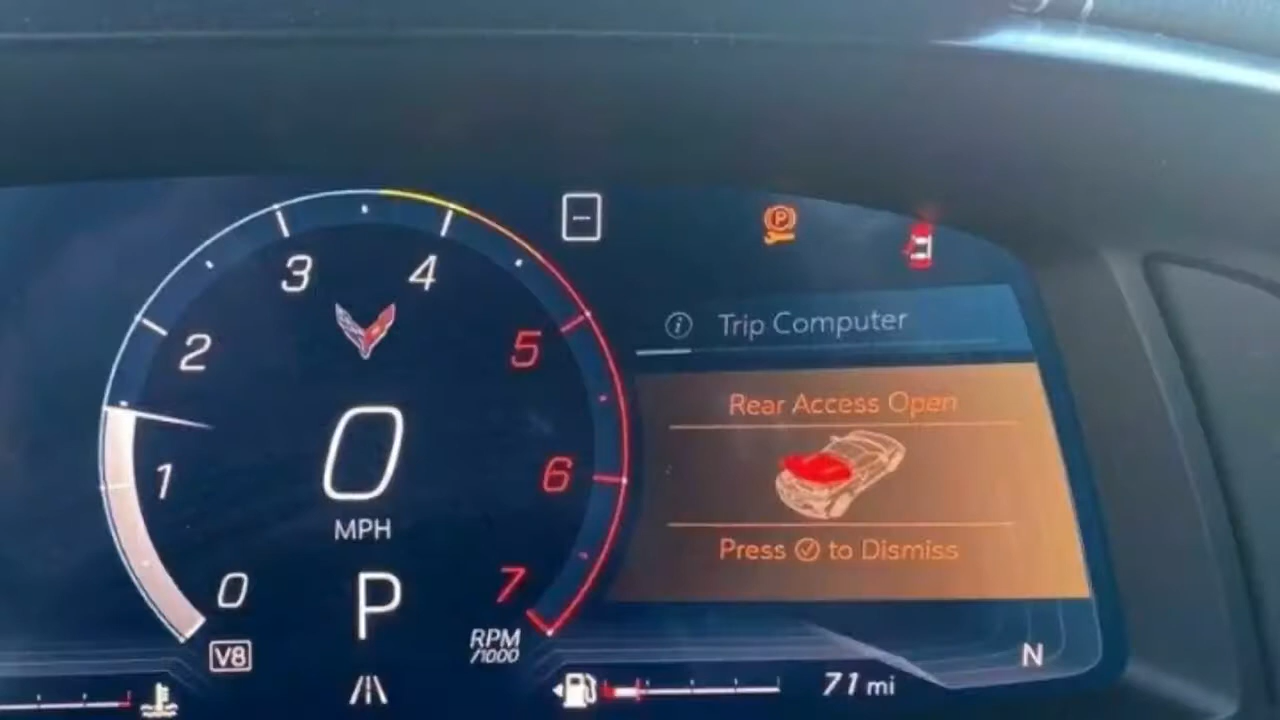 3
4
2
5
1
6
0
7
0
MPH
P
V8
RPM
/1000
P
Trip Computer
Rear Access Open
Press to Dismiss
N
71 mi